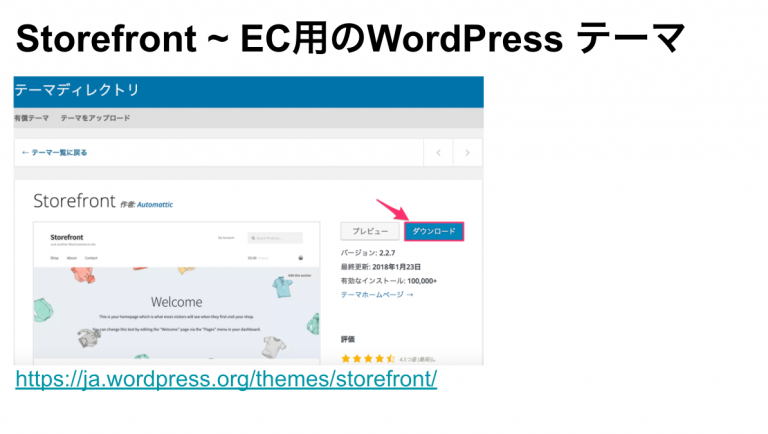 Storefront ~ EC用のWordPress テーマ
テーマディレクトリ
有償テーマ テーマをアップロード
← テーマ一覧に戻る
Storefront 作者: Automattic
プレビュー ダウンロード
バージョン: 2.2.7
最終更新: 2018年1月23日
有効なインストール: 100,000+
テーマホームページ →
評価
Storefront
My Account
Shop About Contact
Edit this section
Welcome
This is your homepage which is what most visitors will see when they first visit your shop.
can change this text by editing the "Welcome" page via the "Pages" menu in your dashboard
https://ja.wordpress.org/themes/storefront/